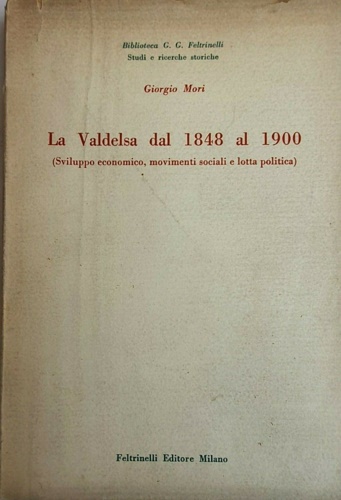 Biblioteca G. G. Feltrinelli
Studi e ricerche storiche
Giorgio Mori
La Valdelsa dal 1848 al 1900
(Sviluppo economico, movimenti sociali e lotta politica)
Feltrinelli Editore Milano